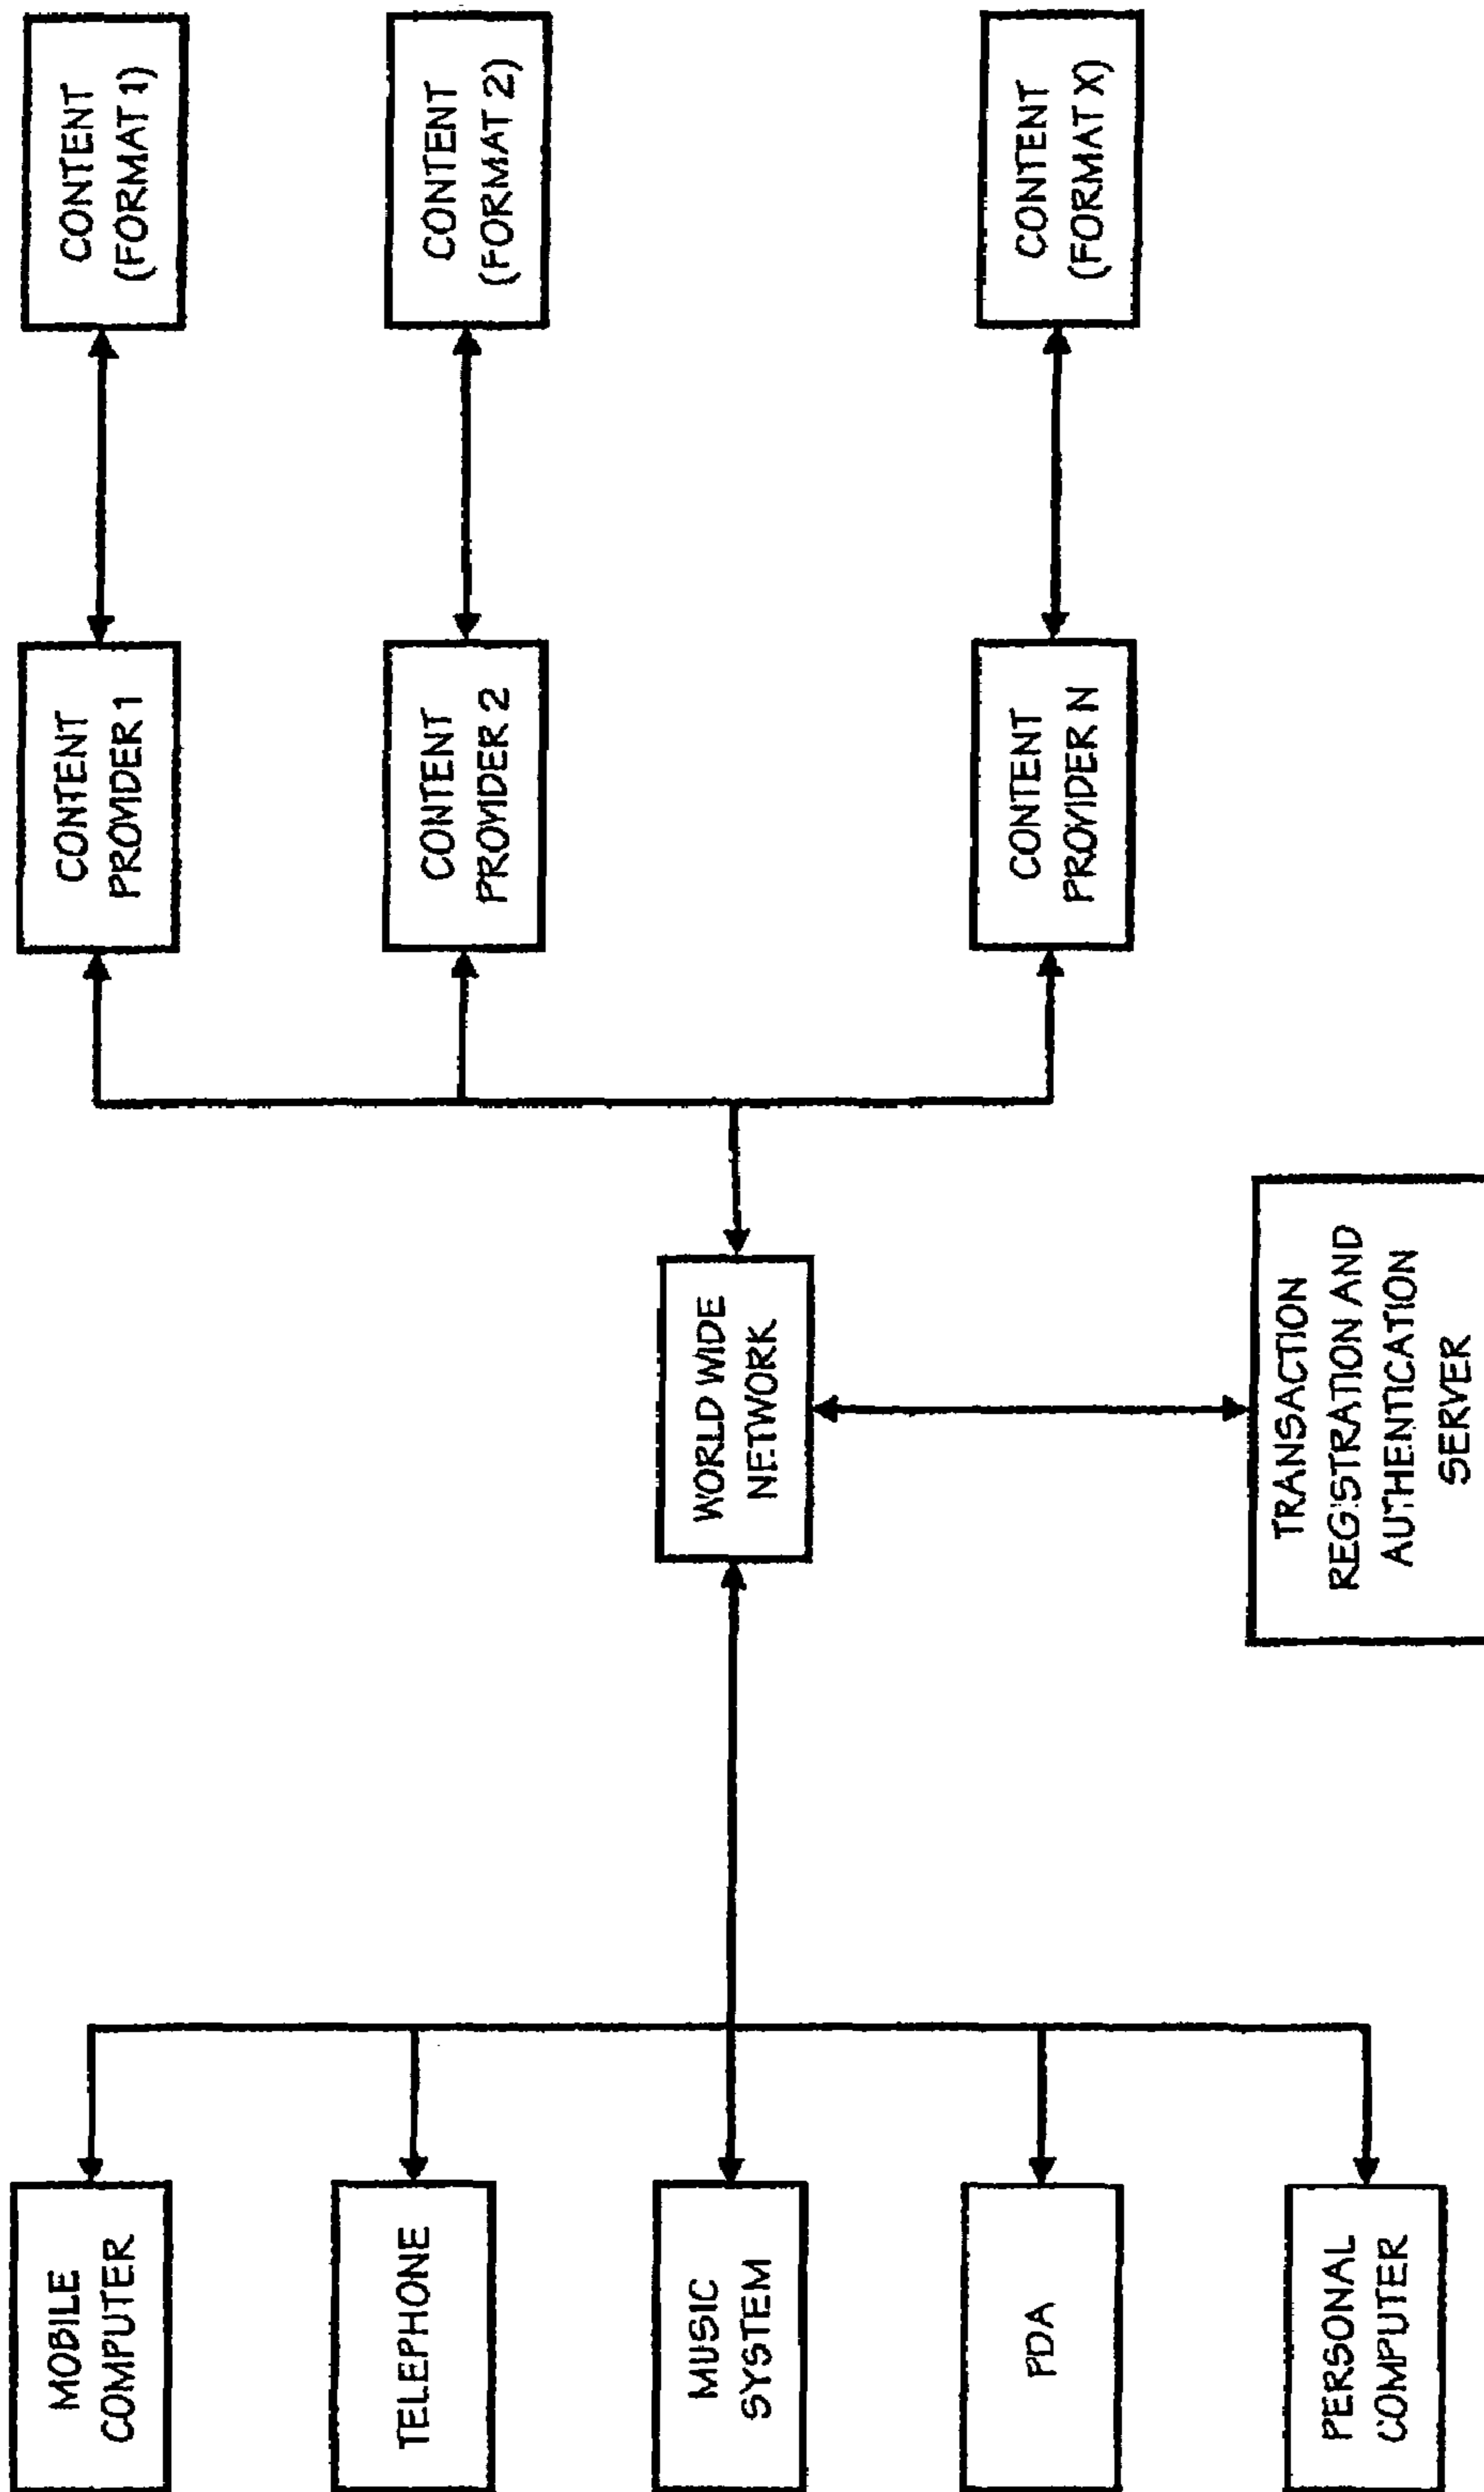 MOBILE
COMPUTER
TELEPHONE
MUSIC
SYSTEM
PDA
PERSONAL
COMPUTER
WORLD WIDE
NETWORK
TRANSACTION
REGISTRATION AND
AUTHENTICATION
SERVER
CONTENT
PROVIDER 1
CONTENT
PROVIDER 2
CONTENT
PROVIDER N
CONTENT
(FORMAT 1)
CONTENT
(FORMAT 2)
CONTENT
(FORMAT X)